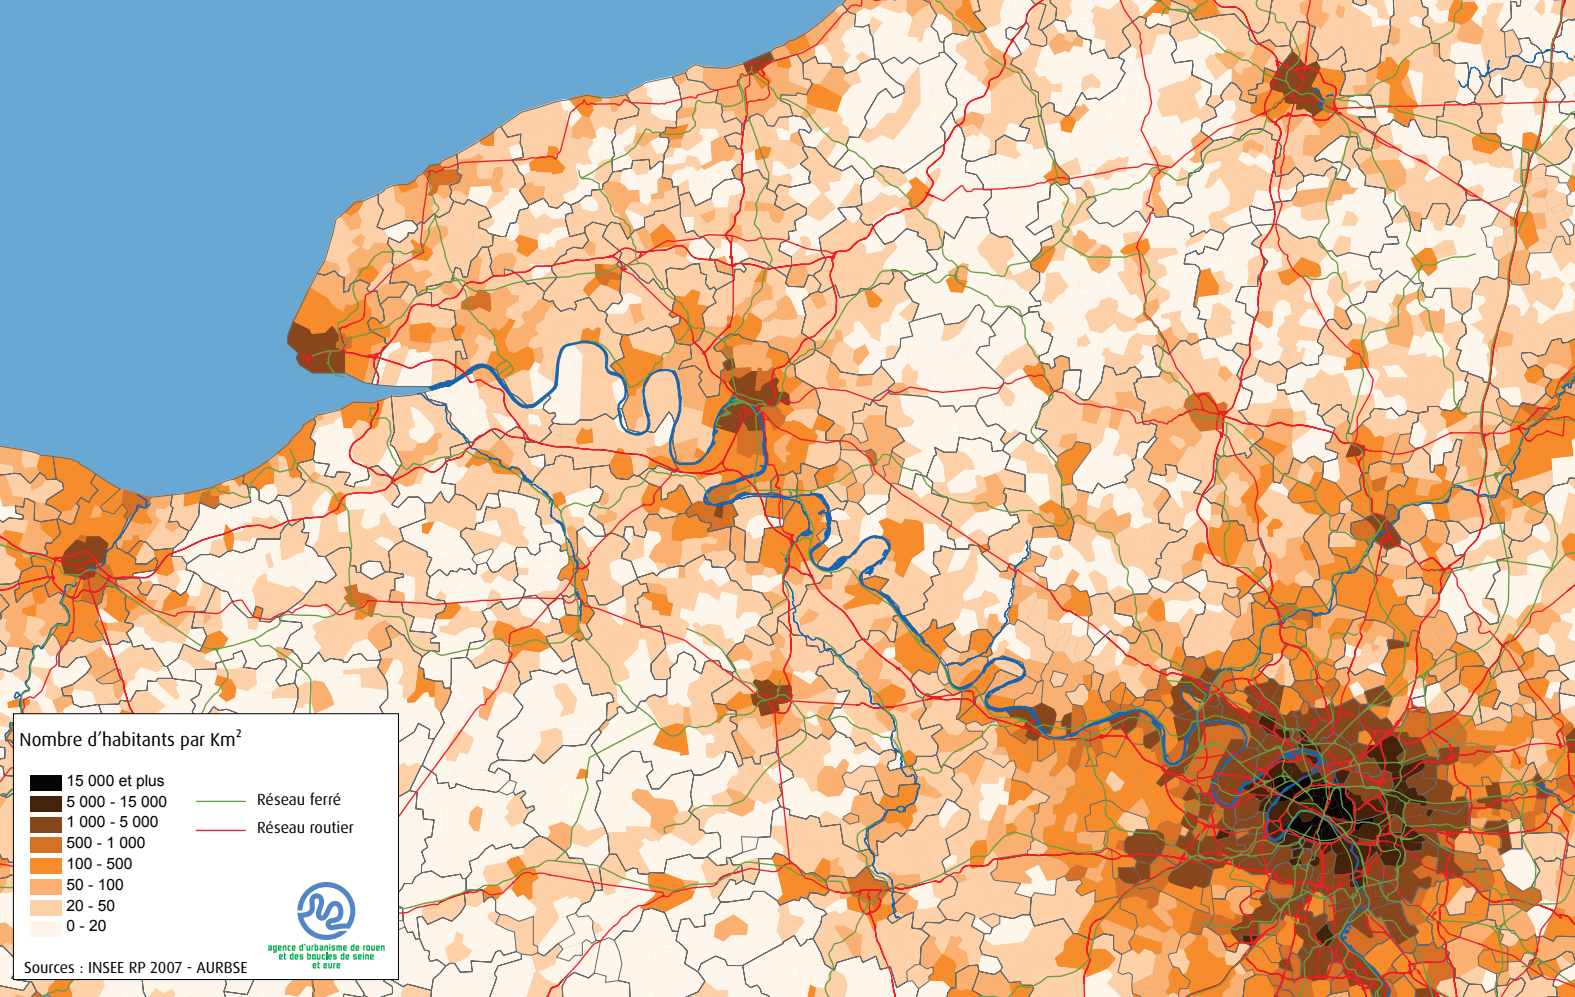 Nombre d'habitants par Km²
15 000 et plus
5 000 - 15 000
1 000 - 5 000
500 - 1 000
100 - 500
50 - 100
20 - 50
0 - 20
Réseau ferré
Réseau routier
agence d'urbanisme de rouen
et des boucles de seine
et eure
Sources : INSEE RP 2007 - AURBSE